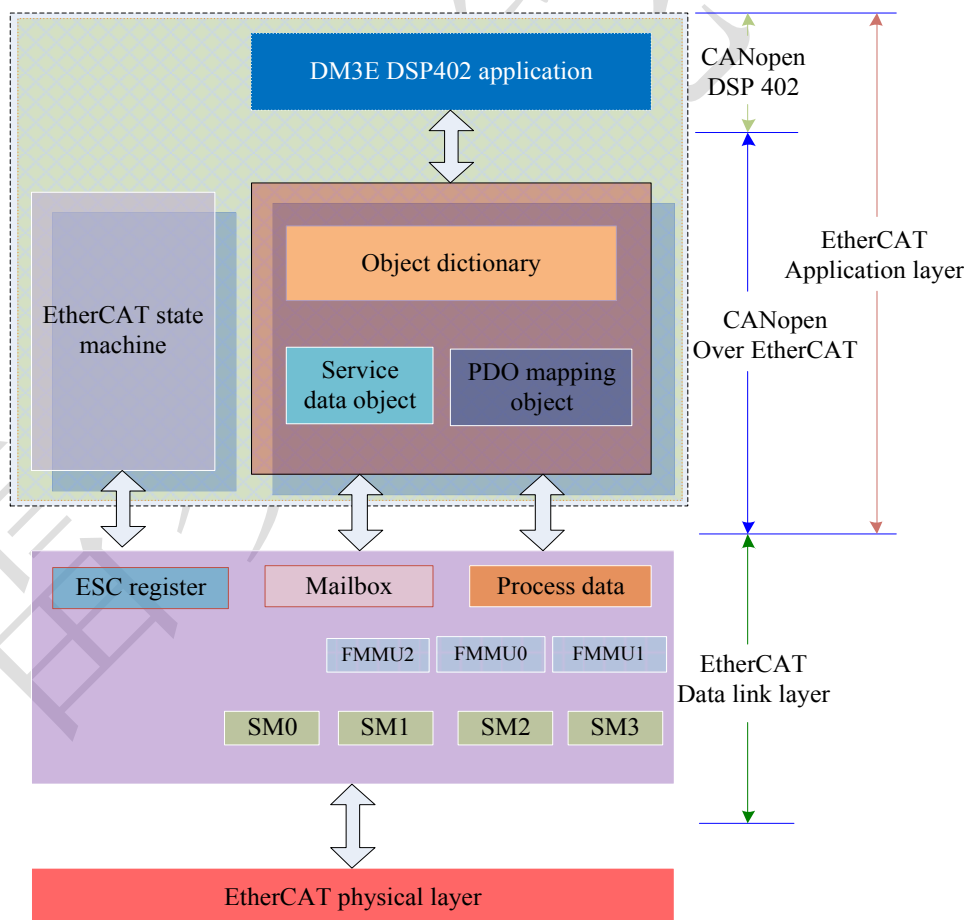 DM3E DSP402 application
CANopen
DSP 402
Object dictionary
EtherCAT
Application layer
EtherCAT state
machine
CANopen
Over EtherCAT
Service
data object
PDO mapping
object
ESC register
Mailbox
Process data
FMMU2
FMMU0
FMMU1
EtherCAT
Data link layer
SM0
SM1
SM2
SM3
EtherCAT physical layer